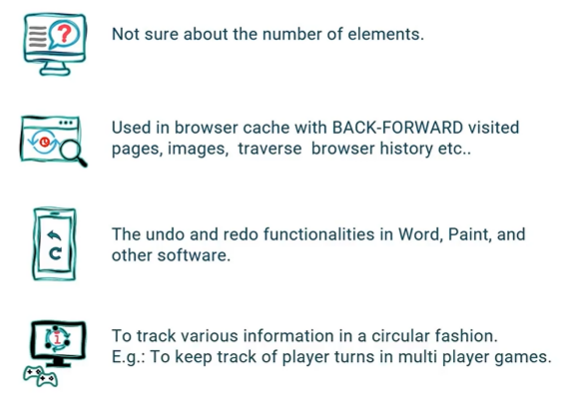 Not sure about the number of elements.
Used in browser cache with BACK-FORWARD visited
pages, images, traverse browser history etc..
The undo and redo functionalities in Word, Paint, and
other software.
To track various information in a circular fashion.
E.g.: To keep track of player turns in multi player games.